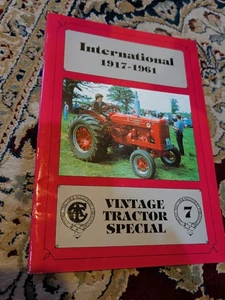 International
1917-1961
VINTAGE
TRACTOR
SPECIAL
7